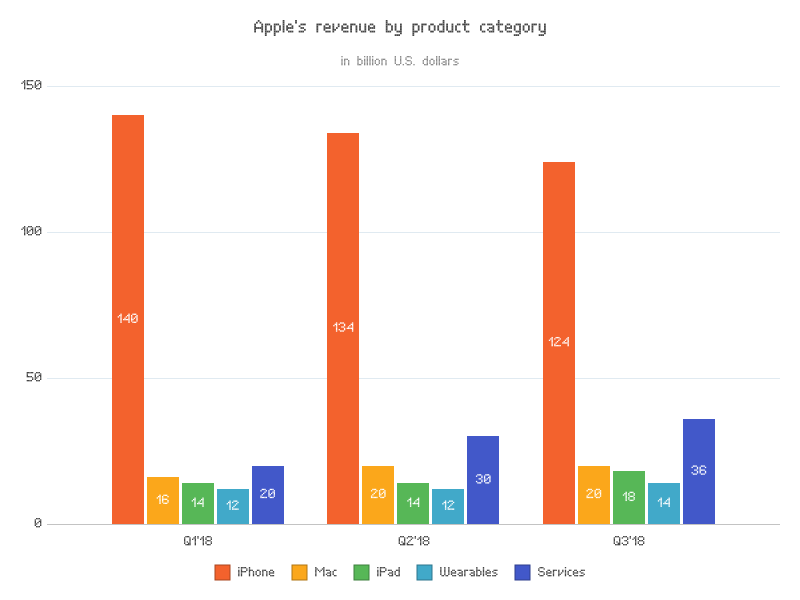 Apple's revenue by product category
in billion U.S. dollars
150
100
50
0
140
16
14
12
20
134
20
14
12
30
124
20
18
14
36
Q1'18
Q2'18
Q3'18
iPhone
Mac
iPad
Wearables
Services